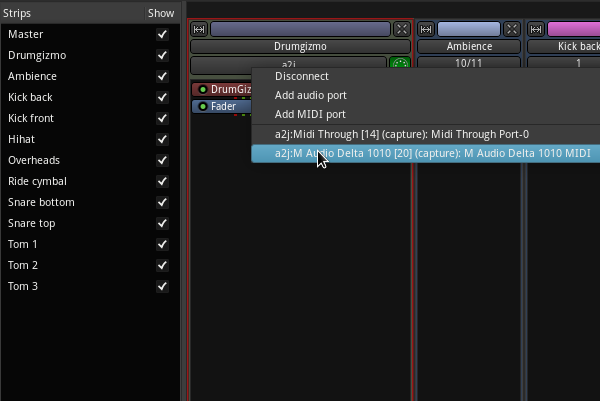 Strips Show
Master
Drumgizmo
Ambience
Kick back
Kick front
Hihat
Overheads
Ride cymbal
Snare bottom
Snare top
Tom 1
Tom 2
Tom 3
Drumgizmo
a2j
DrumGiz
Fader
Ambience
10/11
Kick back
1
Disconnect
Add audio port
Add MIDI port
a2j:Midi Through [14] (capture): Midi Through Port-0
a2j:M Audio Delta 1010 [20] (capture): M Audio Delta 1010 MIDI